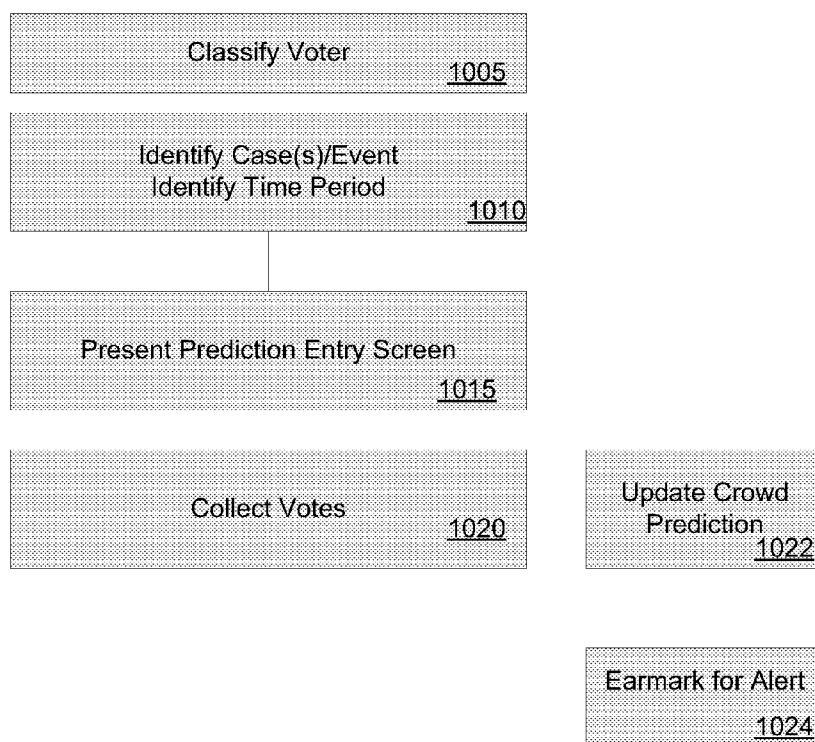 Classify Voter
1005
Identify Case(s)/Event
Identify Time Period
1010
Present Prediction Entry Screen
1015
Collect Votes
1020
Update Crowd
Prediction
1022
Earmark for Alert
1024